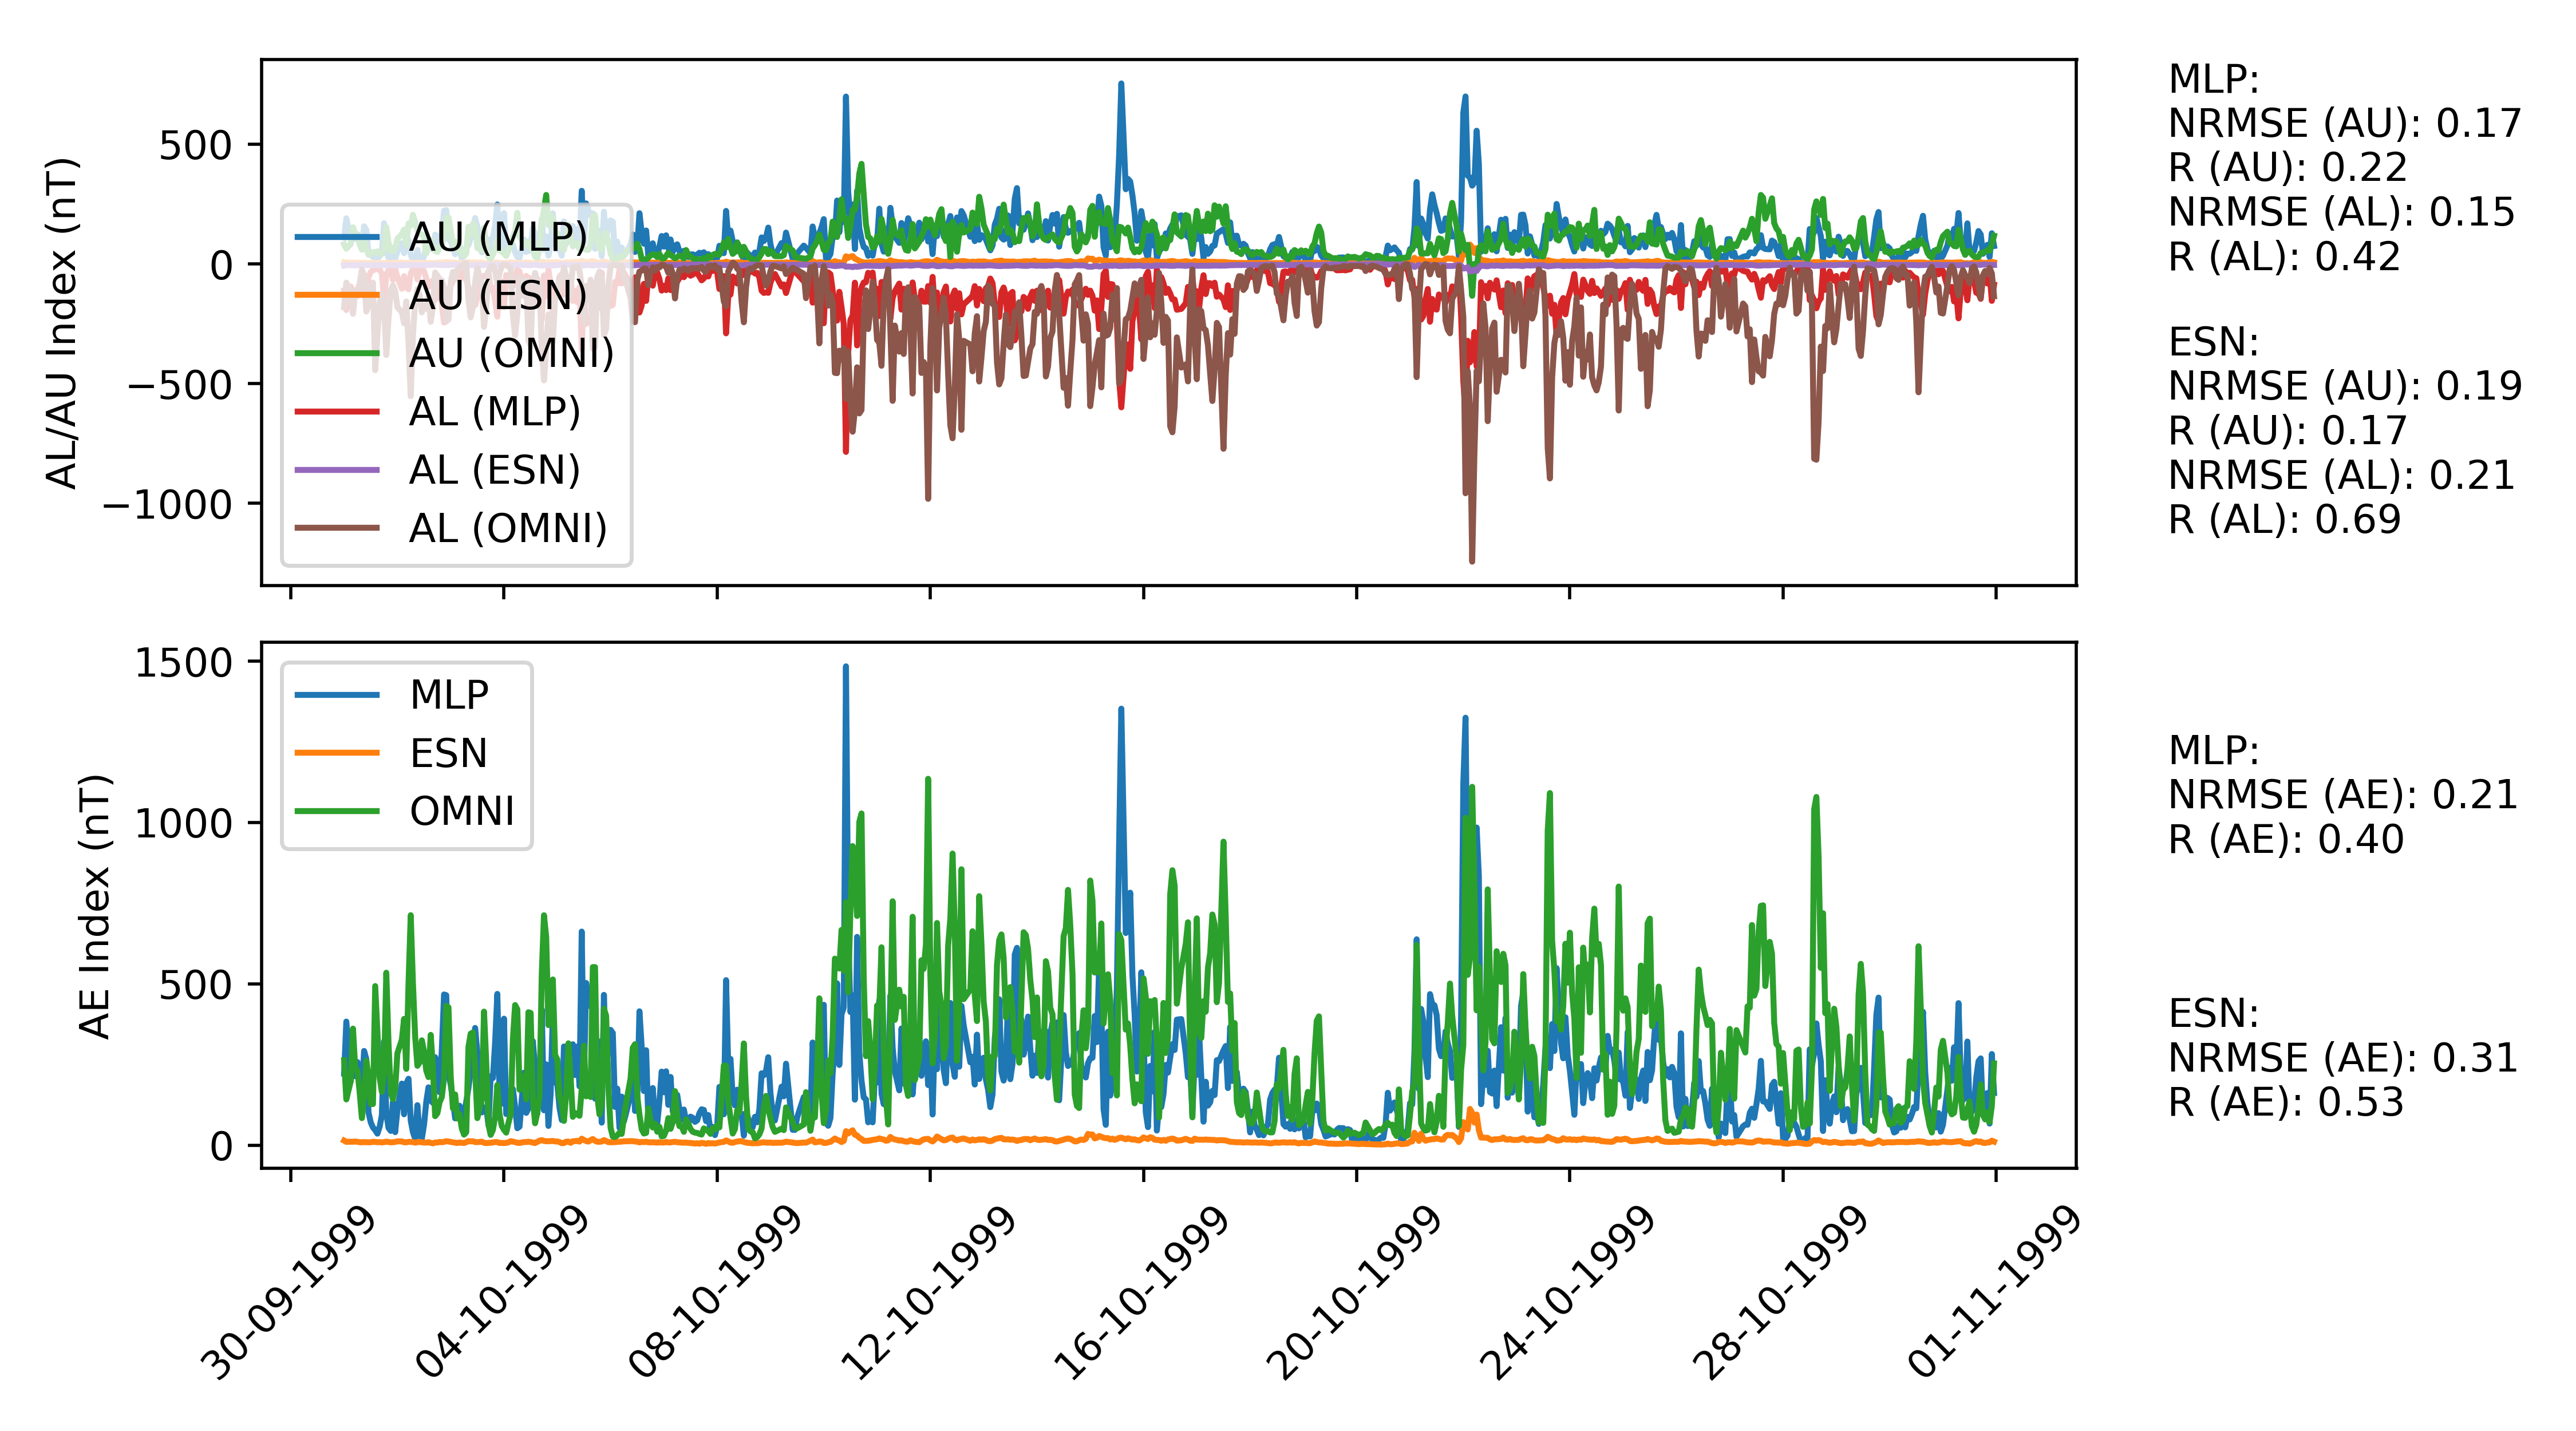 AL/AU Index (nT)
500
0
−500
−1000
AU (MLP)
AU (ESN)
AU (OMNI)
AL (MLP)
AL (ESN)
AL (OMNI)
MLP:
NRMSE (AU): 0.17
R (AU): 0.22
NRMSE (AL): 0.15
R (AL): 0.42
ESN:
NRMSE (AU): 0.19
R (AU): 0.17
NRMSE (AL): 0.21
R (AL): 0.69
AE Index (nT)
1500
1000
500
0
MLP
ESN
OMNI
MLP:
NRMSE (AE): 0.21
R (AE): 0.40
ESN:
NRMSE (AE): 0.31
R (AE): 0.53
30-09-1999
04-10-1999
08-10-1999
12-10-1999
16-10-1999
20-10-1999
24-10-1999
28-10-1999
01-11-1999